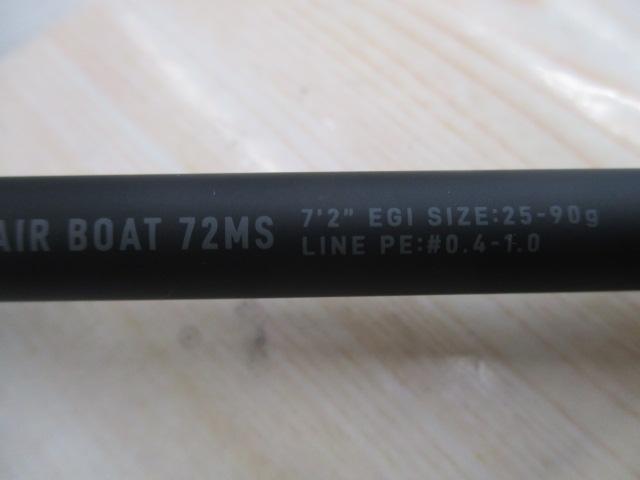 AIR BOAT 72MS
7'2" EGI SIZE:25-90g
LINE PE:#0.4-1.0